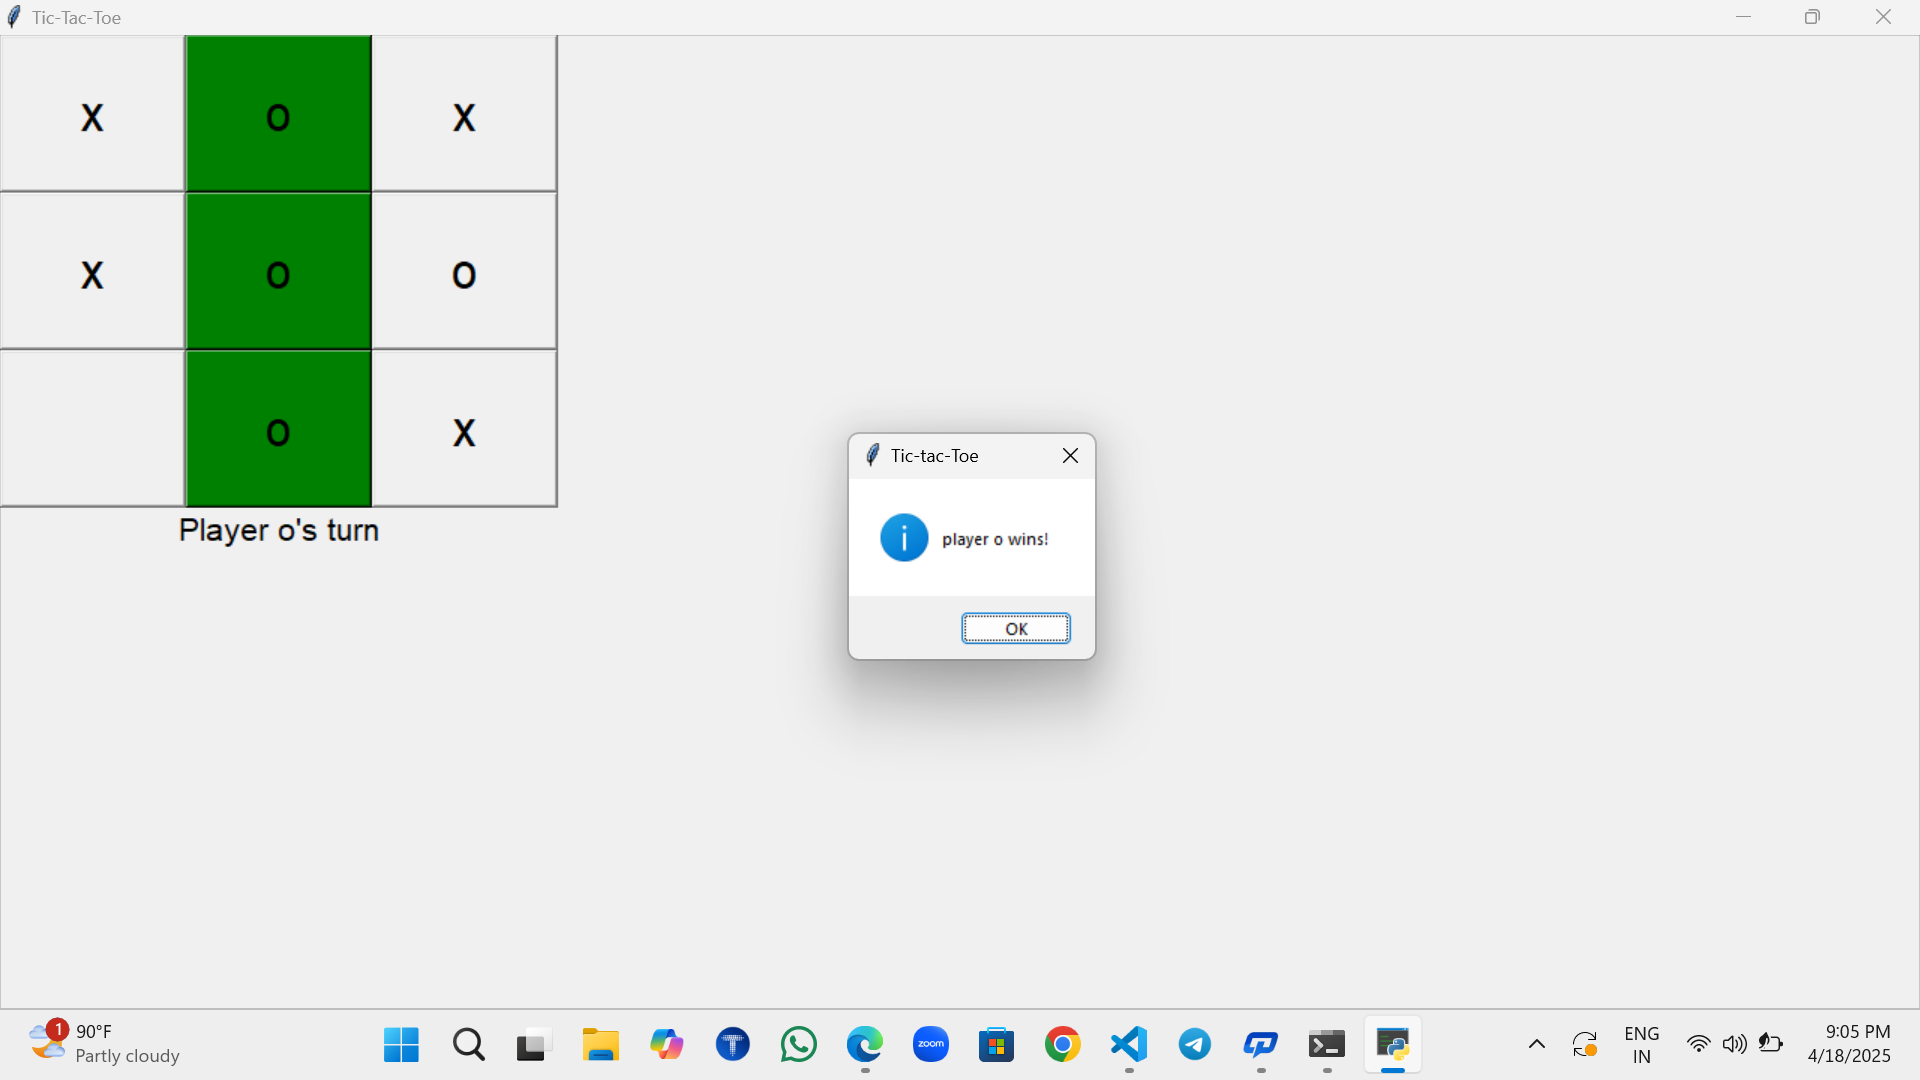 Tic-Tac-Toe
X O X
X O O
O X
Player o's turn
Tic-tac-Toe
i
player o wins!
OK
1
90°F
Partly cloudy
T
zoom
ENG
IN
9:05 PM
4/18/2025